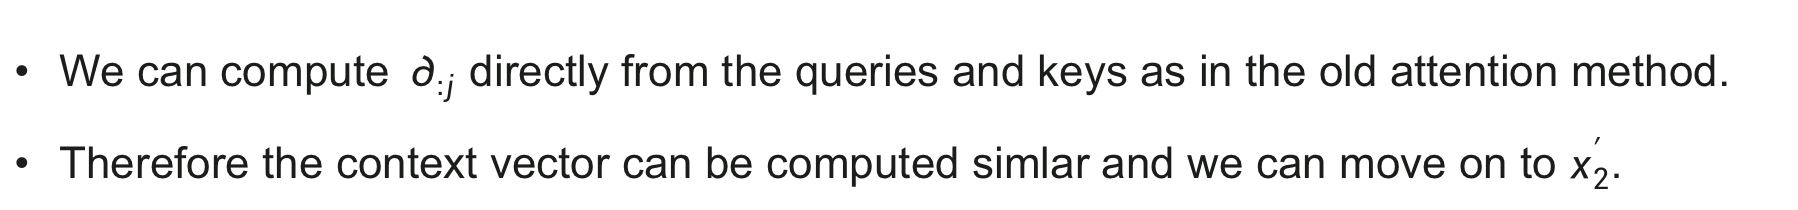 • We can compute ∂:j directly from the queries and keys as in the old attention method.
• Therefore the context vector can be computed simlar and we can move on to x′2.